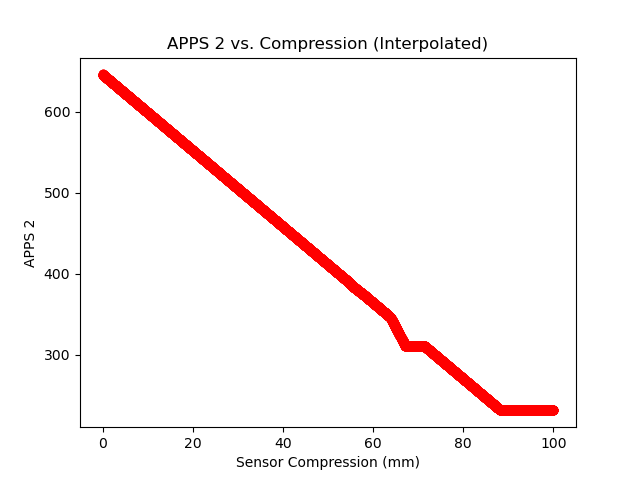 APPS 2 vs. Compression (Interpolated)
600
500
400
300
APPS 2
0 20 40 60 80 100
Sensor Compression (mm)